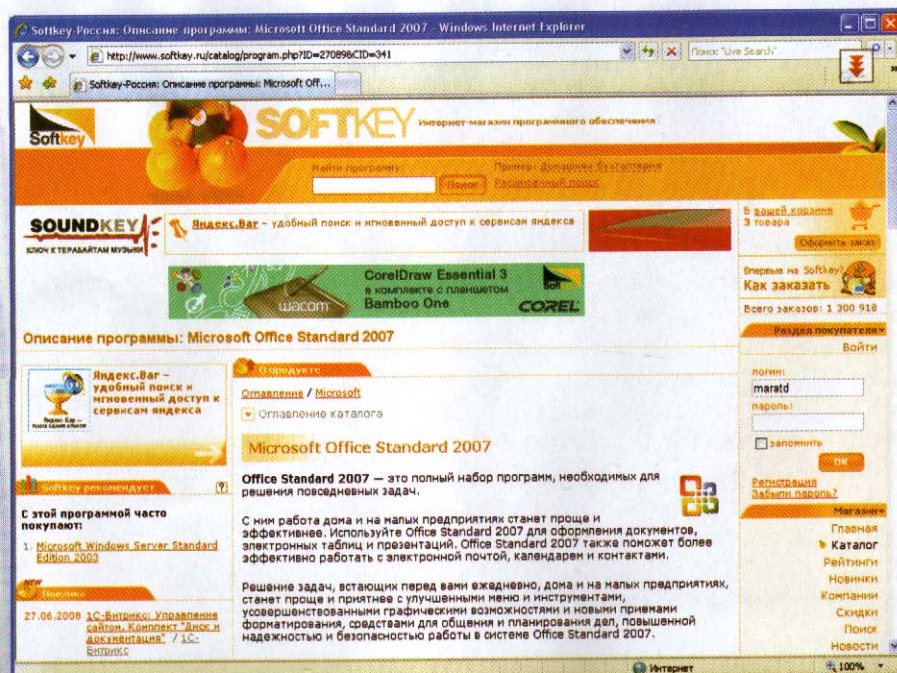 Softkey-Россия: Описание программы: Microsoft Office Standard 2007 - Windows Internet Explorer
http://www.softkey.ru/catalog/program.php?ID=27089&CID=341
Поиск "Live Search"
Softkey-Россия: Описание программы: Microsoft Off...
Softkey
SOFTKEY
Интернет-магазин программного обеспечения
Найти программу:
Поиск
Пример: Домашняя бухгалтерия
Расширенный поиск
SOUNDKEY
КЛЮЧ К ТЕРАБАЙТАМ МУЗЫКИ
Яндекс.Bar – удобный поиск и мгновенный доступ к сервисам яндекса
В вашей корзине
3 товара
Оформить заказ
CorelDraw Essential 3
в комплекте с планшетом
Bamboo One
wacom
Soft
COREL
Впервые на Softkey?
Как заказать
Всего заказов: 1 300 918
Описание программы: Microsoft Office Standard 2007
Яндекс.Bar –
удобный поиск и
мгновенный доступ к
сервисам яндекса
Softkey рекомендует
?
С этой программой часто
покупают:
1. Microsoft Windows Server Standard
Edition 2003
NEW
Новинки
27.06.2008 1С-Битрикс: Управление
сайтом. Комплект "Диск и
документация" / 1С-
Битрикс
О продукте
Оглавление / Microsoft
Оглавление каталога
Microsoft Office Standard 2007
Office Standard 2007 — это полный набор программ, необходимых для
решения повседневных задач.
С ним работа дома и на малых предприятиях станет проще и
эффективнее. Используйте Office Standard 2007 для оформления документов,
электронных таблиц и презентаций. Office Standard 2007 также поможет более
эффективно работать с электронной почтой, календарем и контактами.
Решение задач, встающих перед вами ежедневно, дома и на малых предприятиях,
станет проще и приятнее с улучшенными меню и инструментами,
усовершенствованными графическими возможностями и новыми приемами
форматирования, средствами для общения и планирования дел, повышенной
надежностью и безопасностью работы в системе Office Standard 2007.
Раздел покупателя
Войти
логин:
maratd
пароль:
запомнить
OK
Регистрация
Забыли пароль?
Магазин
Главная
Каталог
Рейтинги
Новинки
Компании
Скидки
Поиск
Новости
Интернет
100%